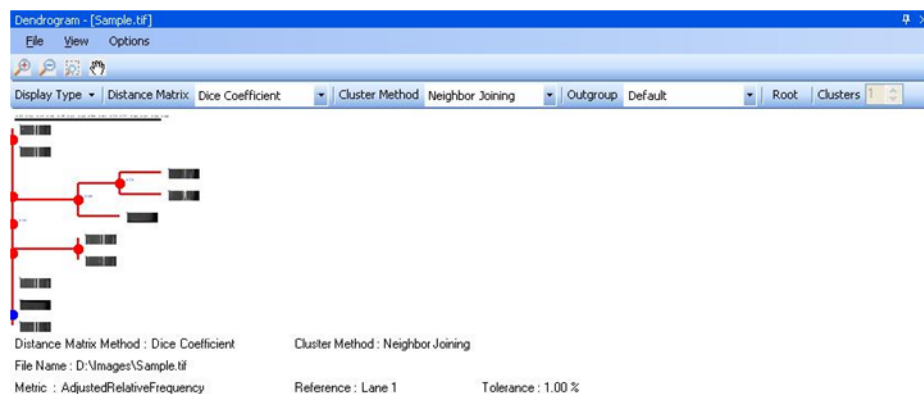 Dendrogram - [Sample.tif]
File View Options
Display Type Distance Matrix Dice Coefficient Cluster Method Neighbor Joining Outgroup Default Root Clusters 1
Distance Matrix Method : Dice Coefficient Cluster Method : Neighbor Joining
File Name : D:\Images\Sample.tif
Metric : AdjustedRelativeFrequency Reference : Lane 1 Tolerance : 1.00 %